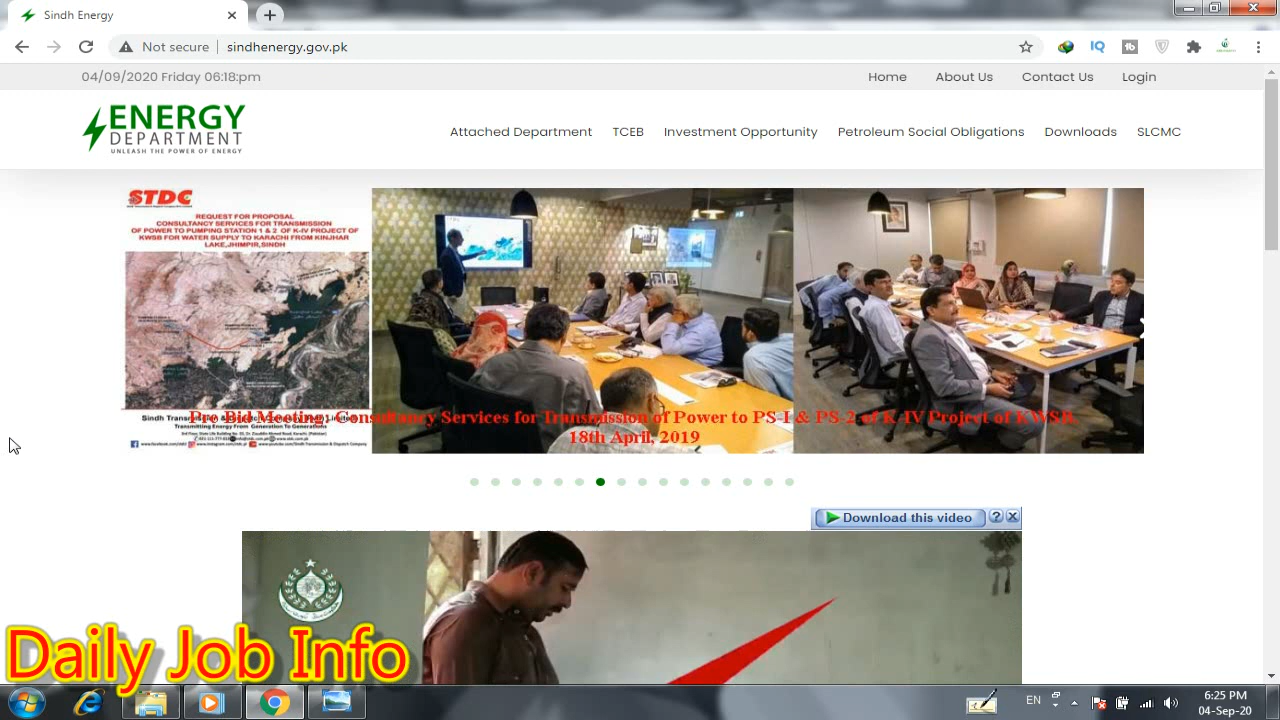 Sindh Energy
Not secure
sindhenergy.gov.pk
04/09/2020 Friday 06:18:pm
Home
About Us
Contact Us
Login
ENERGY
DEPARTMENT
UNLEASH THE POWER OF ENERGY
Attached Department
TCEB
Investment Opportunity
Petroleum Social Obligations
Downloads
SLCMC
STDC
REQUEST FOR PROPOSAL
CONSULTANCY SERVICES FOR TRANSMISSION
OF POWER TO PUMPING STATION 1 & 2 OF K-IV PROJECT OF
KWSB FOR WATER SUPPLY TO KARACHI FROM KINJHAR
LAKE,JHIMPIR,SINDH
Pre Bid Meeting, Consultancy Services for Transmission of Power to PS-I & PS-2 of K-IV Project of KWSB
18th April, 2019
Transmitting Energy From Generation To Generations
Download this video
Daily Job Info
EN
6:25 PM
04-Sep-20